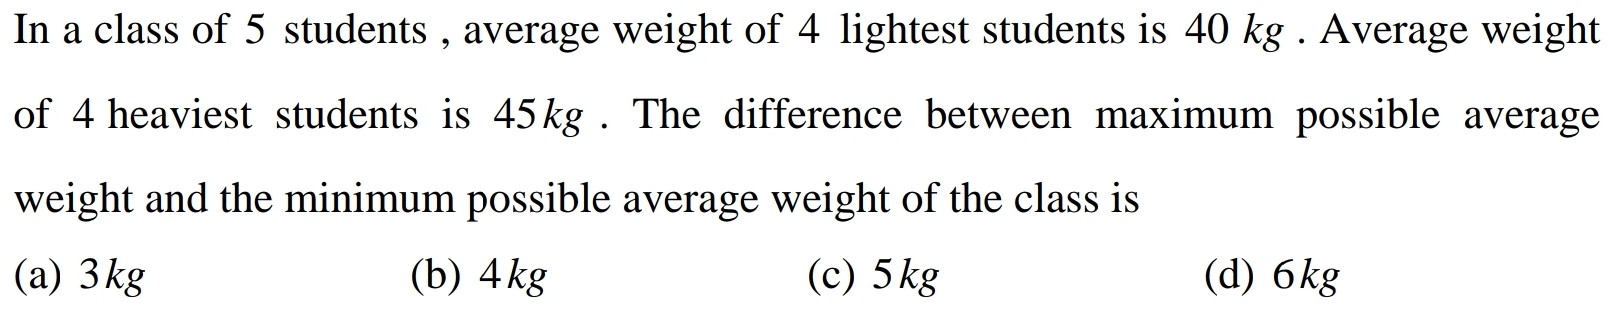 In a class of 5 students , average weight of 4 lightest students is 40 kg . Average weight
of 4 heaviest students is 45 kg . The difference between maximum possible average
weight and the minimum possible average weight of the class is
(a) 3 kg (b) 4 kg (c) 5 kg (d) 6 kg